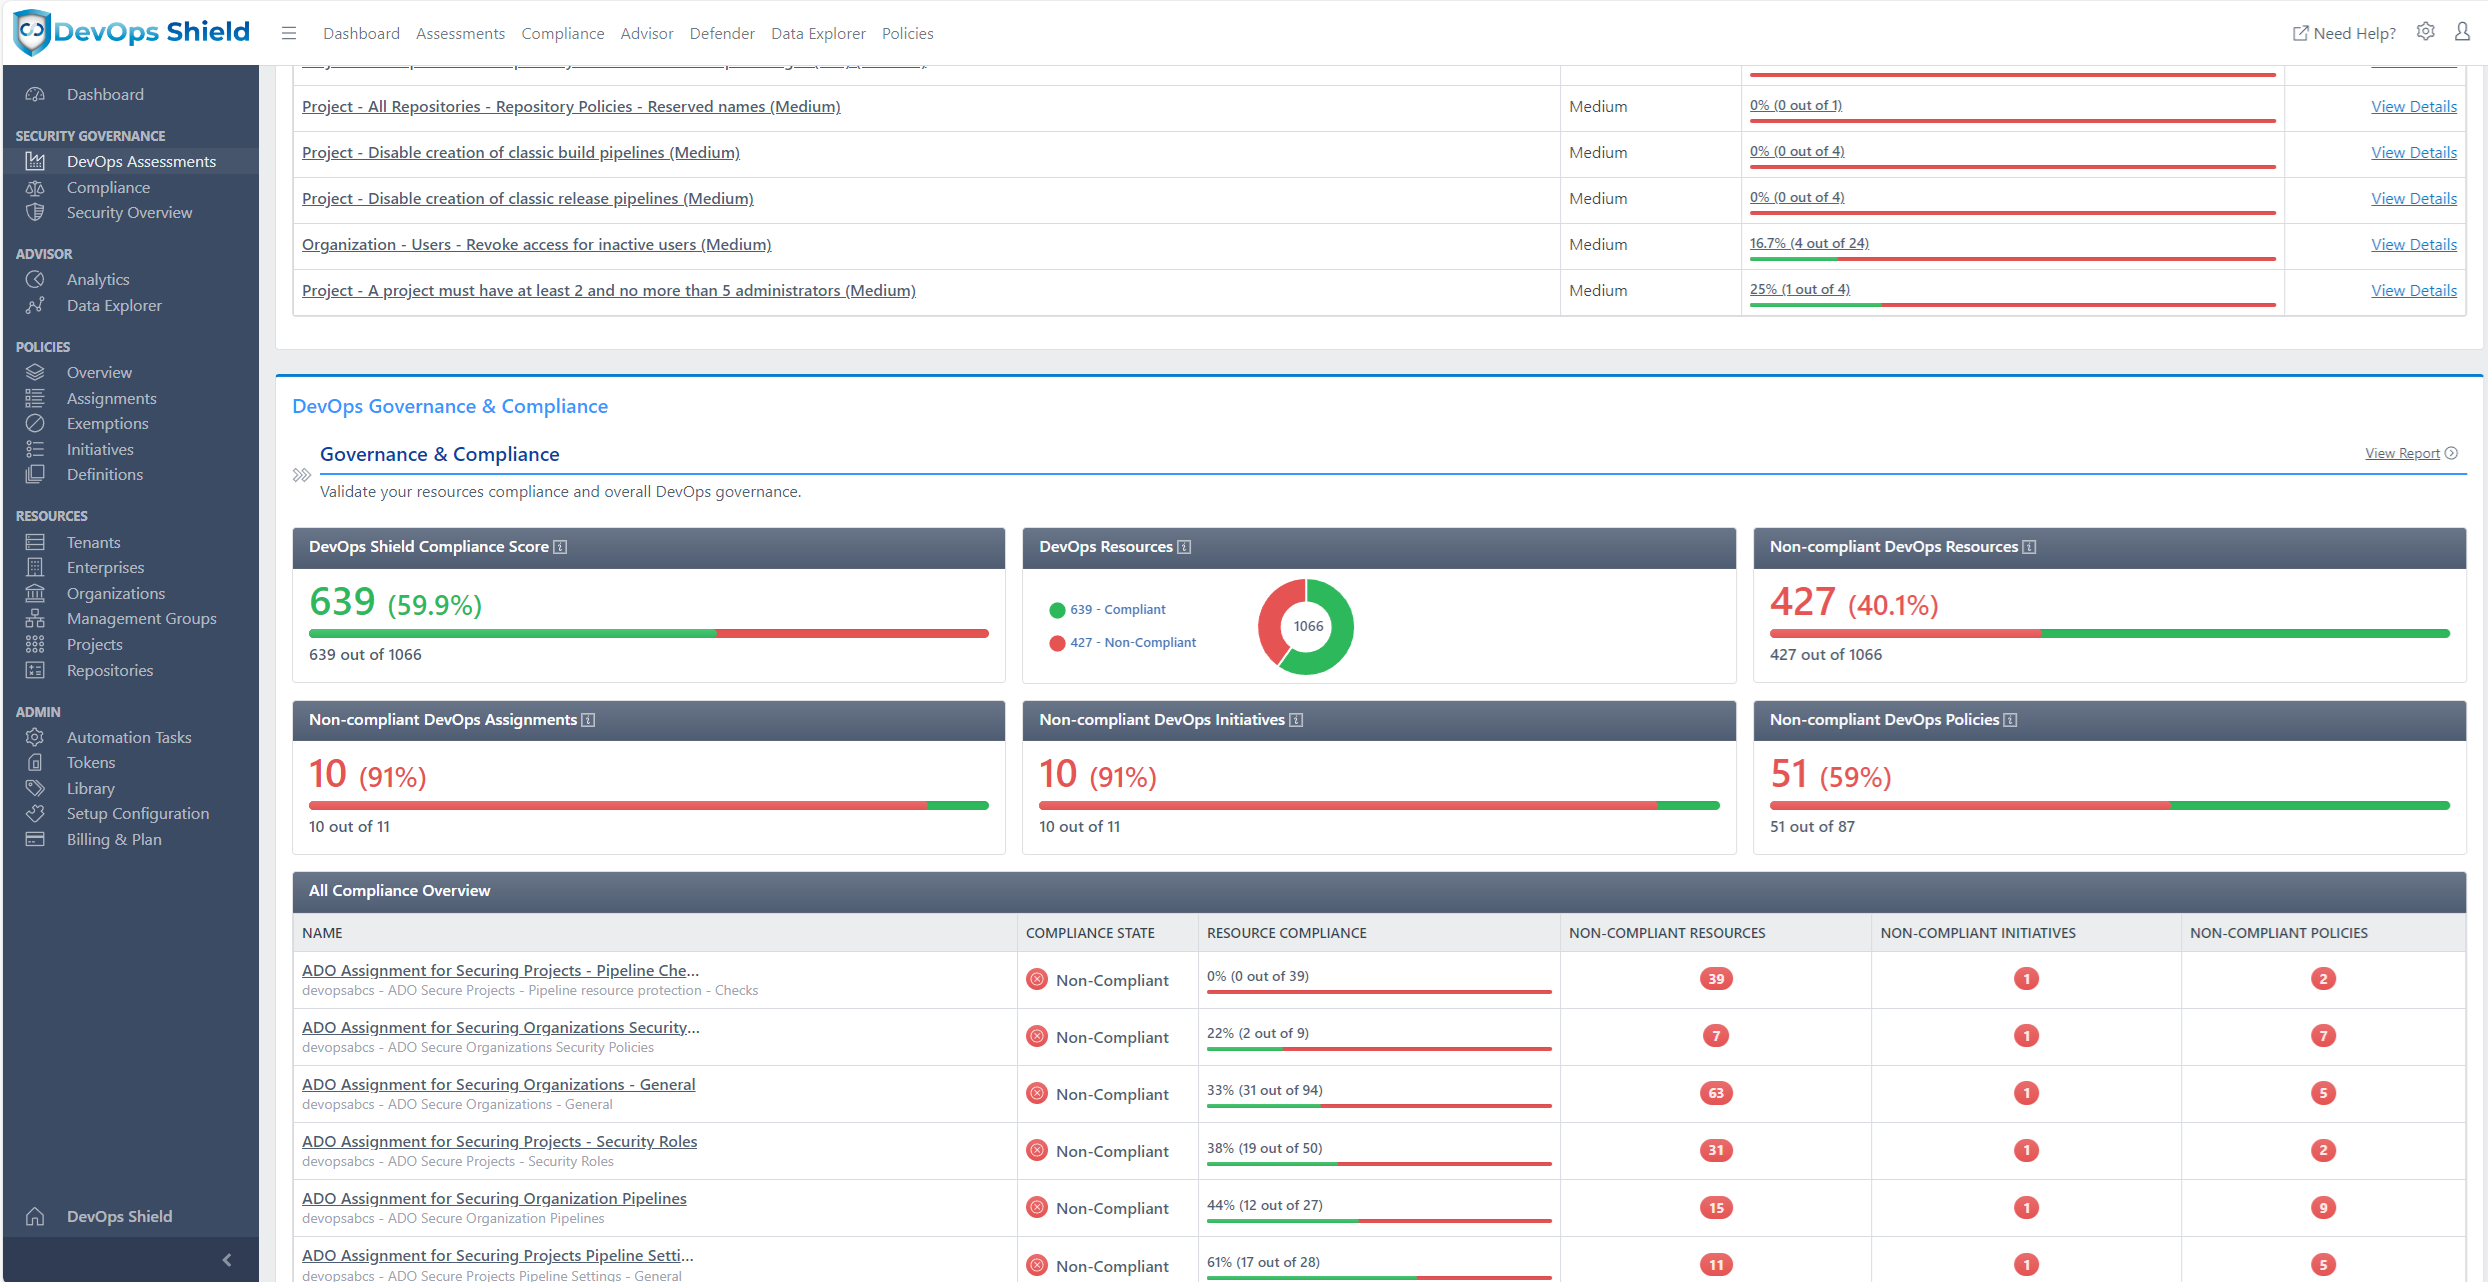 DevOps Shield
Dashboard Assessments Compliance Advisor Defender Data Explorer Policies
Need Help?
Dashboard
SECURITY GOVERNANCE
DevOps Assessments
Compliance
Security Overview
ADVISOR
Analytics
Data Explorer
POLICIES
Overview
Assignments
Exemptions
Initiatives
Definitions
RESOURCES
Tenants
Enterprises
Organizations
Management Groups
Projects
Repositories
ADMIN
Automation Tasks
Tokens
Library
Setup Configuration
Billing & Plan
DevOps Shield
Project - All Repositories - Repository Policies - Reserved names (Medium) Medium 0% (0 out of 1) View Details
Project - Disable creation of classic build pipelines (Medium) Medium 0% (0 out of 4) View Details
Project - Disable creation of classic release pipelines (Medium) Medium 0% (0 out of 4) View Details
Organization - Users - Revoke access for inactive users (Medium) Medium 16.7% (4 out of 24) View Details
Project - A project must have at least 2 and no more than 5 administrators (Medium) Medium 25% (1 out of 4) View Details
DevOps Governance & Compliance
Governance & Compliance
View Report
Validate your resources compliance and overall DevOps governance.
DevOps Shield Compliance Score
639 (59.9%)
639 out of 1066
DevOps Resources
639 - Compliant
427 - Non-Compliant
1066
Non-compliant DevOps Resources
427 (40.1%)
427 out of 1066
Non-compliant DevOps Assignments
10 (91%)
10 out of 11
Non-compliant DevOps Initiatives
10 (91%)
10 out of 11
Non-compliant DevOps Policies
51 (59%)
51 out of 87
All Compliance Overview
NAME COMPLIANCE STATE RESOURCE COMPLIANCE NON-COMPLIANT RESOURCES NON-COMPLIANT INITIATIVES NON-COMPLIANT POLICIES
ADO Assignment for Securing Projects - Pipeline Che...
devopsabcs - ADO Secure Projects - Pipeline resource protection - Checks
Non-Compliant 0% (0 out of 39) 39 1 2
ADO Assignment for Securing Organizations Security...
devopsabcs - ADO Secure Organizations Security Policies
Non-Compliant 22% (2 out of 9) 7 1 7
ADO Assignment for Securing Organizations - General
devopsabcs - ADO Secure Organizations - General
Non-Compliant 33% (31 out of 94) 63 1 5
ADO Assignment for Securing Projects - Security Roles
devopsabcs - ADO Secure Projects - Security Roles
Non-Compliant 38% (19 out of 50) 31 1 2
ADO Assignment for Securing Organization Pipelines
devopsabcs - ADO Secure Organization Pipelines
Non-Compliant 44% (12 out of 27) 15 1 9
ADO Assignment for Securing Projects Pipeline Setti...
devopsabcs - ADO Secure Projects Pipeline Settings - General
Non-Compliant 61% (17 out of 28) 11 1 5